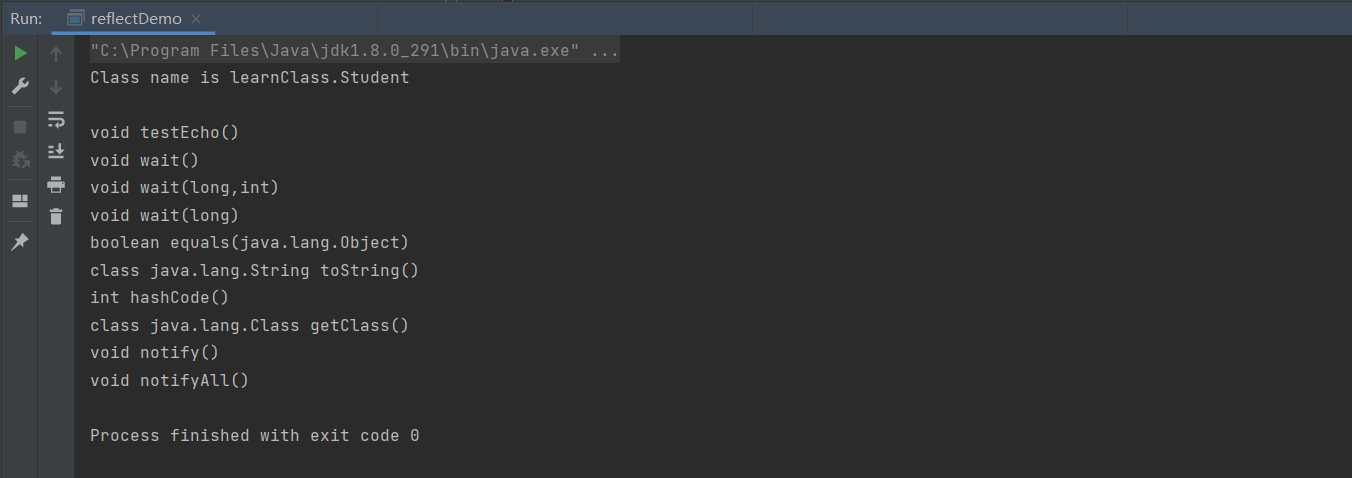 Run: reflectDemo
"C:\Program Files\Java\jdk1.8.0_291\bin\java.exe" ...
Class name is learnClass.Student
void testEcho()
void wait()
void wait(long,int)
void wait(long)
boolean equals(java.lang.Object)
class java.lang.String toString()
int hashCode()
class java.lang.Class getClass()
void notify()
void notifyAll()
Process finished with exit code 0